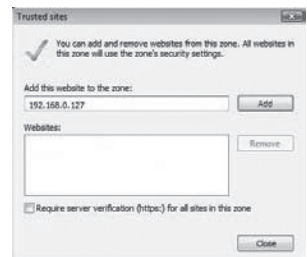 Trusted sites
You can add and remove websites from this zone. All websites in
this zone will use the zone's security settings.
Add this website to the zone:
192.168.0.127
Add
Websites:
Remove
Require server verification (https:) for all sites in this zone
Close